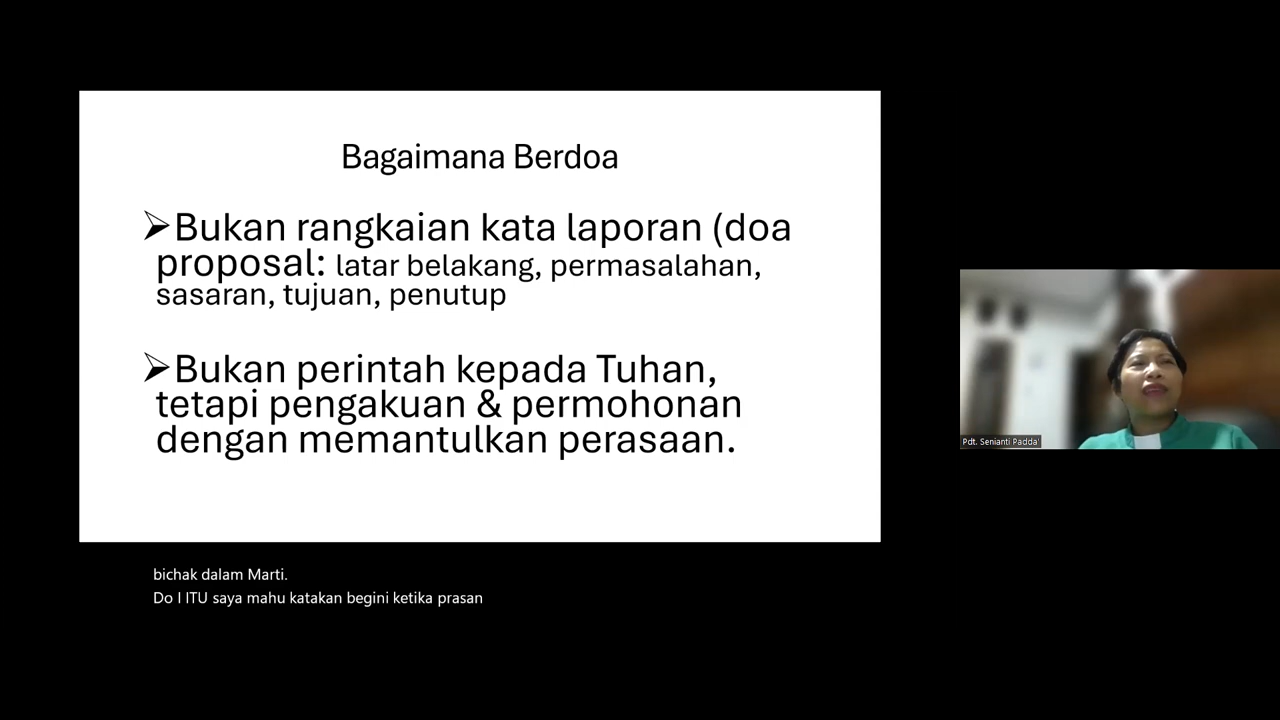 Bagaimana Berdoa
➢Bukan rangkaian kata laporan (doa
proposal: latar belakang, permasalahan,
sasaran, tujuan, penutup
➢Bukan perintah kepada Tuhan,
tetapi pengakuan & permohonan
dengan memantulkan perasaan.
Pdt. Senianti Padda'
bichak dalam Marti.
Do I ITU saya mahu katakan begini ketika prasan